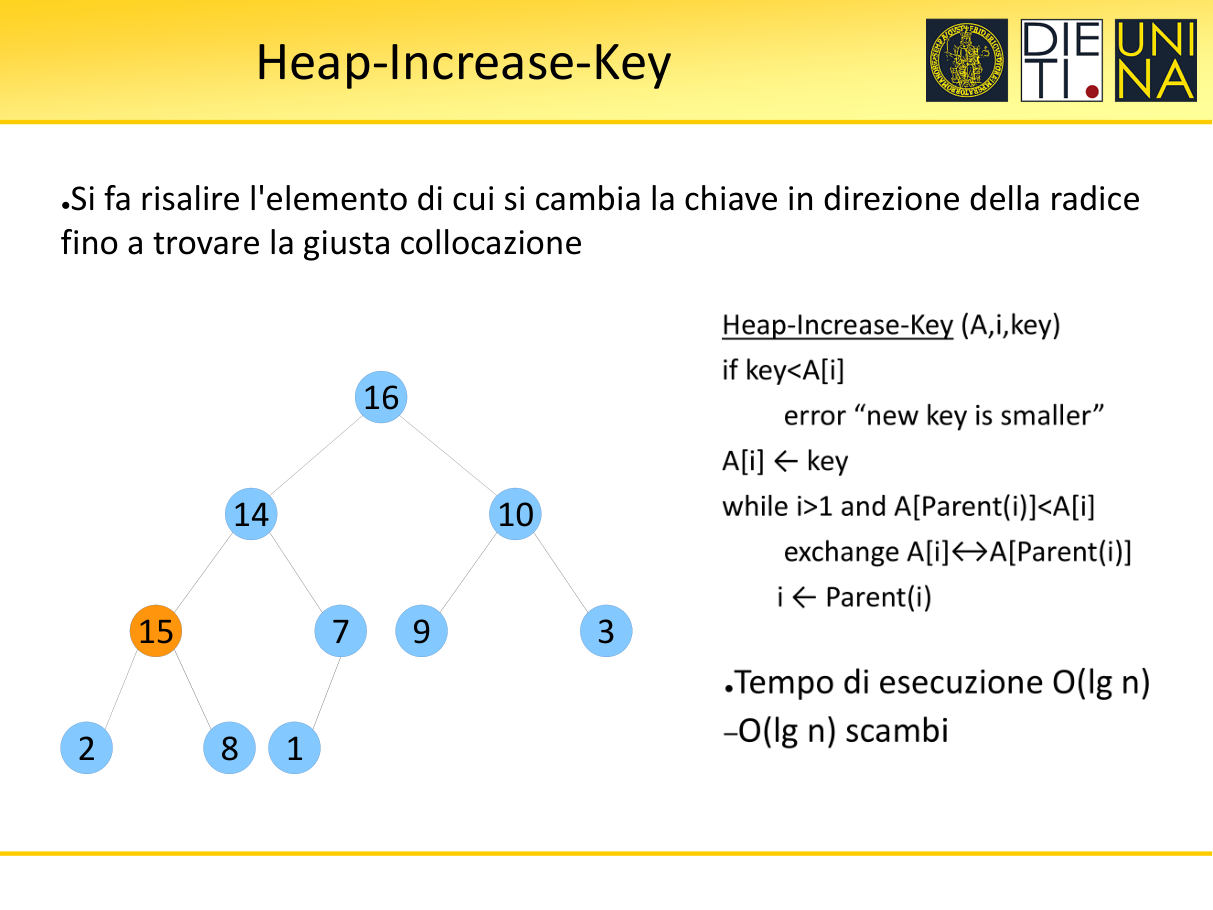 Heap-Increase-Key
DIE
TI.
UNI
NA
●Si fa risalire l'elemento di cui si cambia la chiave in direzione della radice
fino a trovare la giusta collocazione
Heap-Increase-Key (A,i,key)
if key<A[i]
error “new key is smaller”
A[i] ← key
while i>1 and A[Parent(i)]<A[i]
exchange A[i]↔A[Parent(i)]
i ← Parent(i)
16
14
10
15
7
9
3
2
8
1
●Tempo di esecuzione O(lg n)
–O(lg n) scambi